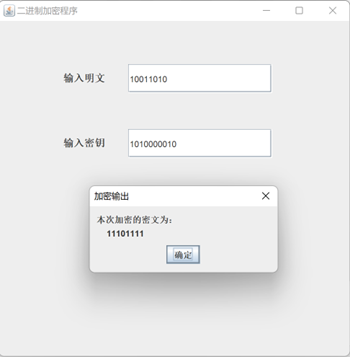 二进制加密程序
输入明文 10011010
输入密钥 1010000010
加密输出
本次加密的密文为：
11101111
确定